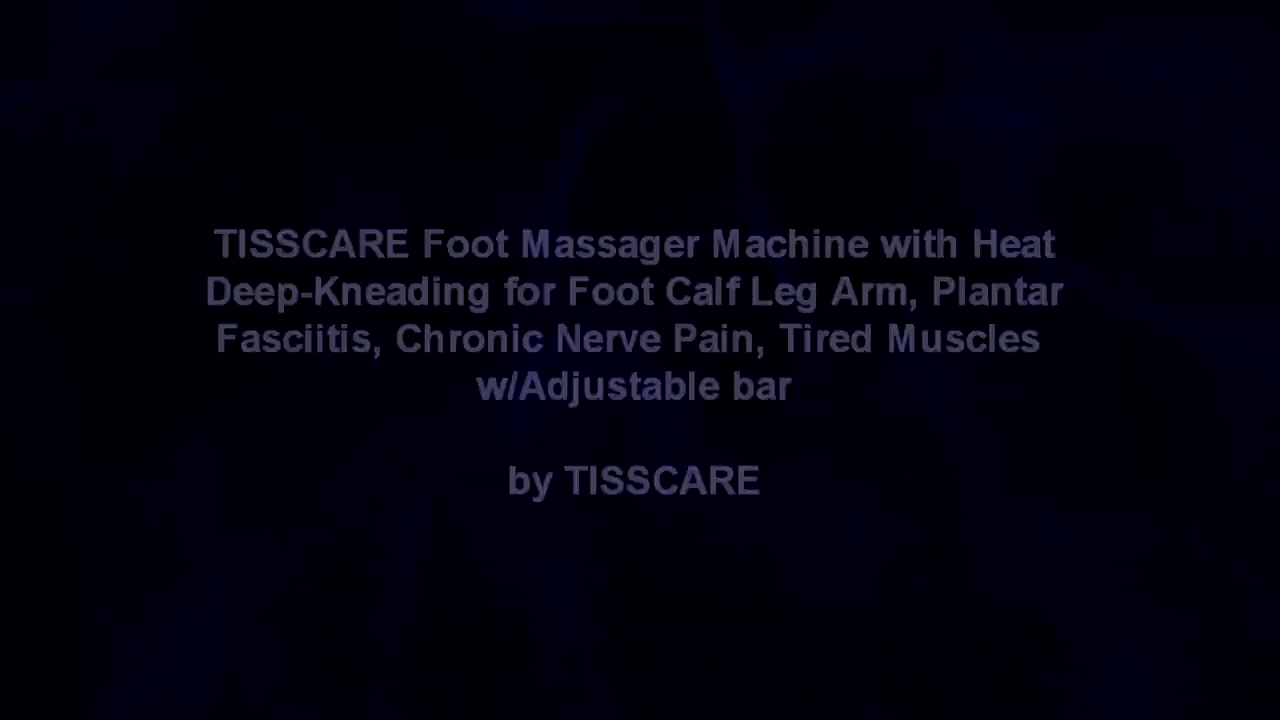 TISSCARE Foot Massager Machine with Heat
Deep-Kneading for Foot Calf Leg Arm, Plantar
Fasciitis, Chronic Nerve Pain, Tired Muscles
w/Adjustable bar
by TISSCARE